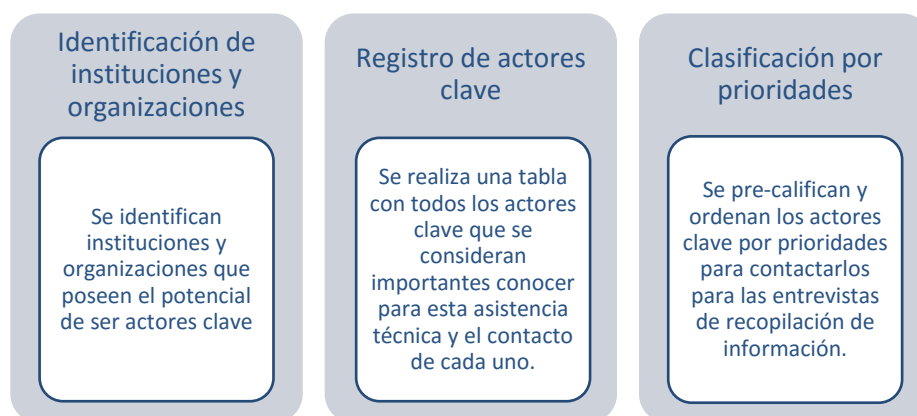 Identificación de
instituciones y
organizaciones
Se identifican
instituciones y
organizaciones que
poseen el potencial
de ser actores clave
Registro de actores
clave
Se realiza una tabla
con todos los actores
clave que se
consideran
importantes conocer
para esta asistencia
técnica y el contacto
de cada uno.
Clasificación por
prioridades
Se pre-califican y
ordenan los actores
clave por prioridades
para contactarlos
para las entrevistas
de recopilación de
información.